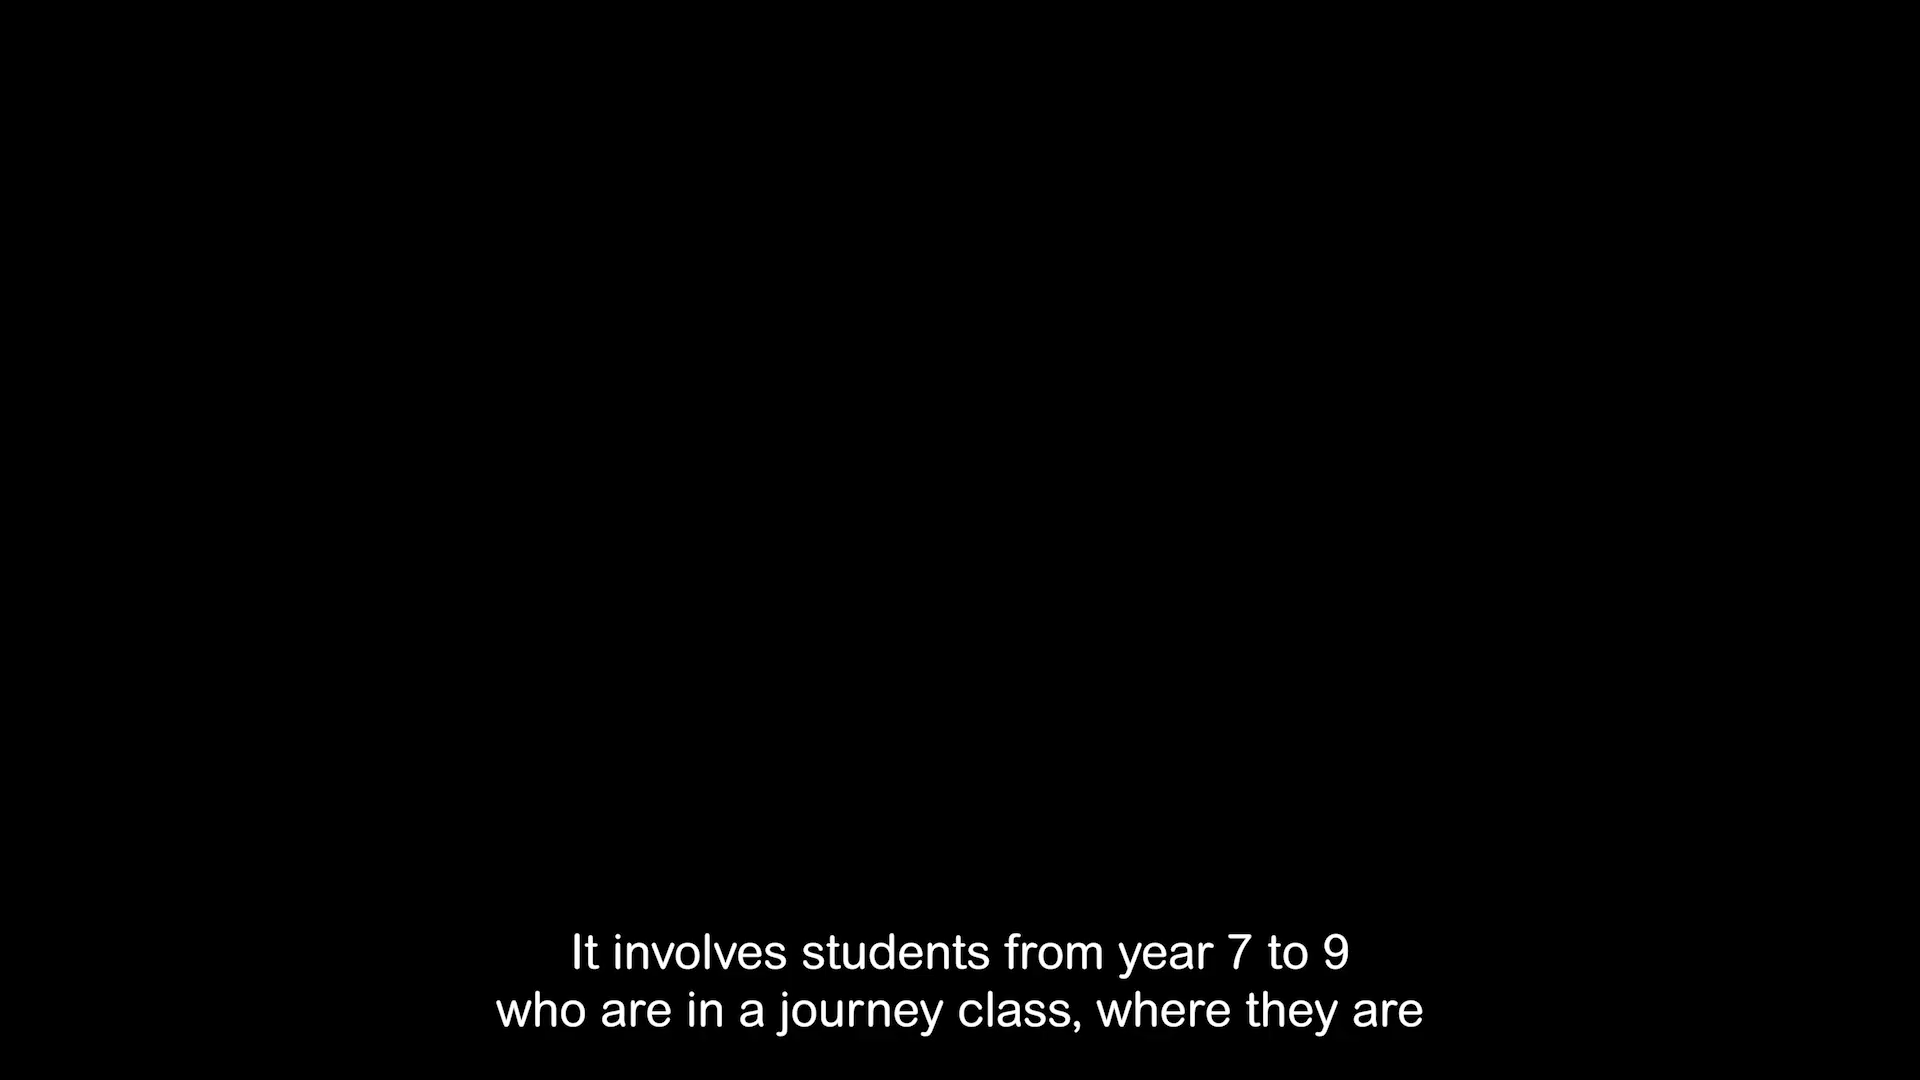 It involves students from year 7 to 9
who are in a journey class, where they are